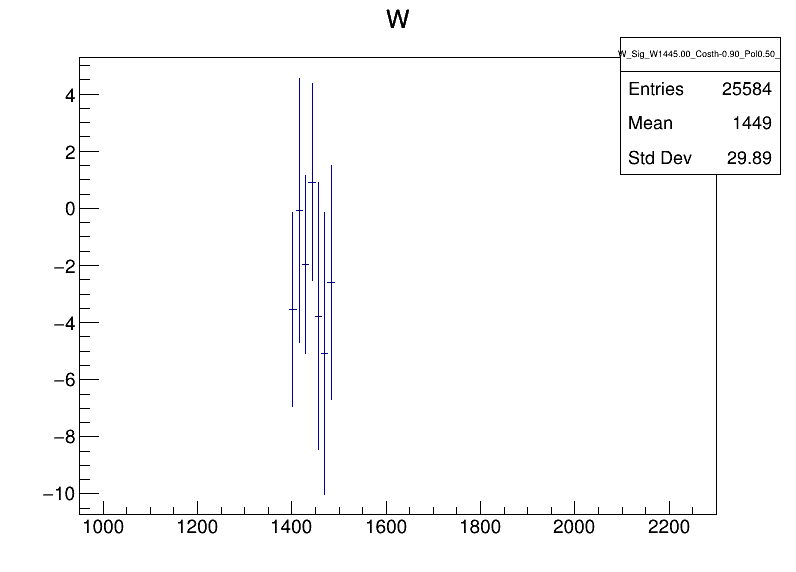 W
W_Sig_W1445.00_Costh-0.90_Pol0.50_
Entries 25584
Mean 1449
Std Dev 29.89
4
2
0
−2
−4
−6
−8
−10
1000 1200 1400 1600 1800 2000 2200